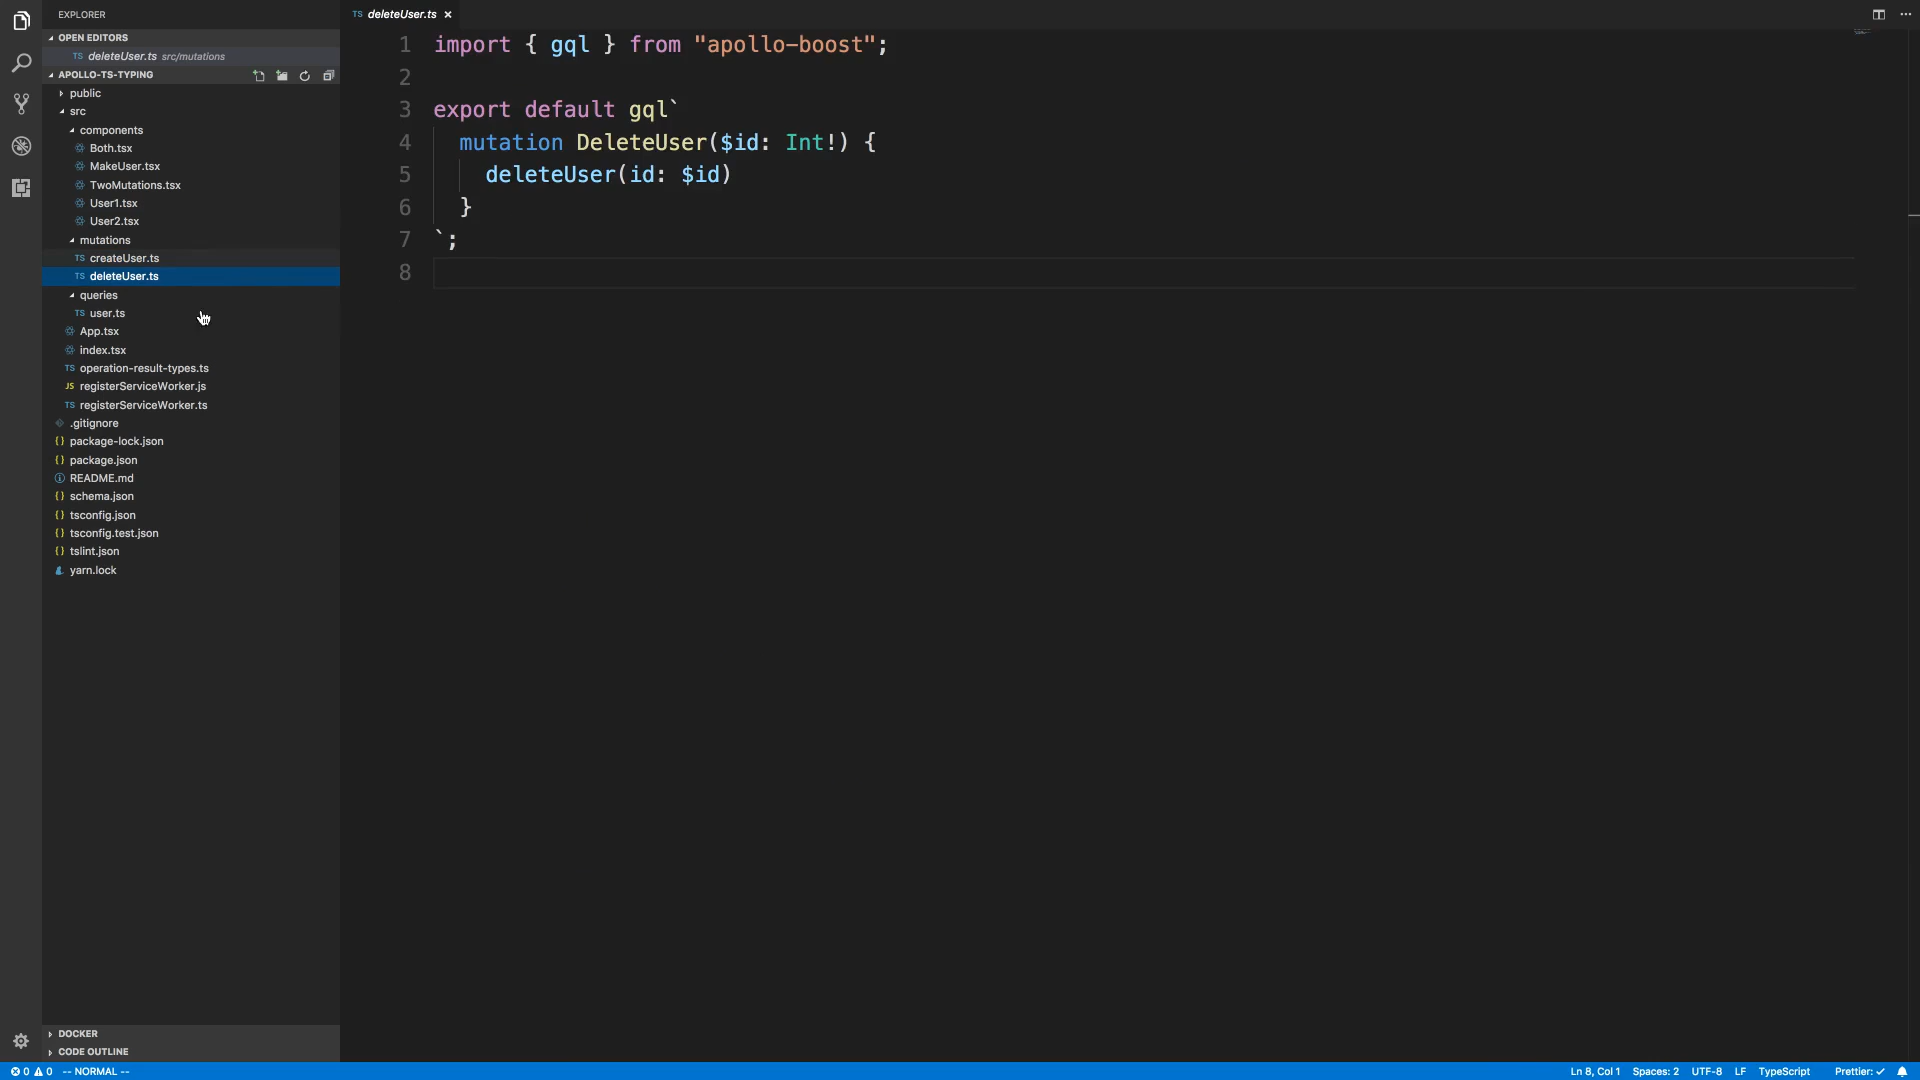 EXPLORER
OPEN EDITORS
TS deleteUser.ts src/mutations
APOLLO-TS-TYPING
public
src
components
Both.tsx
MakeUser.tsx
TwoMutations.tsx
User1.tsx
User2.tsx
mutations
TS createUser.ts
TS deleteUser.ts
queries
TS user.ts
App.tsx
index.tsx
TS operation-result-types.ts
JS registerServiceWorker.js
TS registerServiceWorker.ts
.gitignore
{} package-lock.json
{} package.json
README.md
{} schema.json
{} tsconfig.json
{} tsconfig.test.json
{} tslint.json
yarn.lock
DOCKER
CODE OUTLINE
TS deleteUser.ts ×
1 import { gql } from "apollo-boost";
2
3 export default gql`
4 mutation DeleteUser($id: Int!) {
5 deleteUser(id: $id)
6 }
7 `;
8
0 0 -- NORMAL --
Ln 8, Col 1 Spaces: 2 UTF-8 LF TypeScript Prettier: ✓